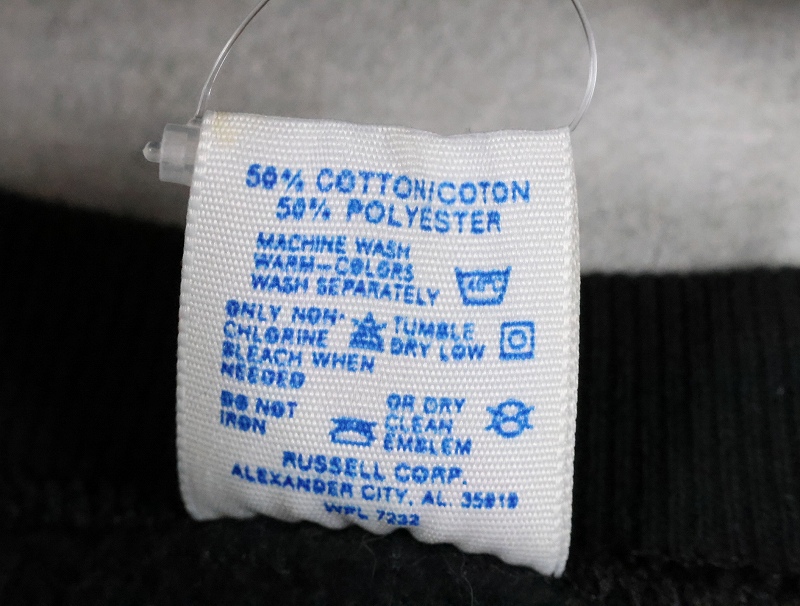 50% COTTON/COTON
50% POLYESTER
MACHINE WASH
WARM-COLORS
WASH SEPARATELY
40°C
ONLY NON-
CHLORINE
BLEACH WHEN
NEEDED
TUMBLE
DRY LOW
DO NOT
IRON
OR DRY
CLEAN
EMBLEM
RUSSELL CORP.
ALEXANDER CITY, AL. 35010
WPL 7232